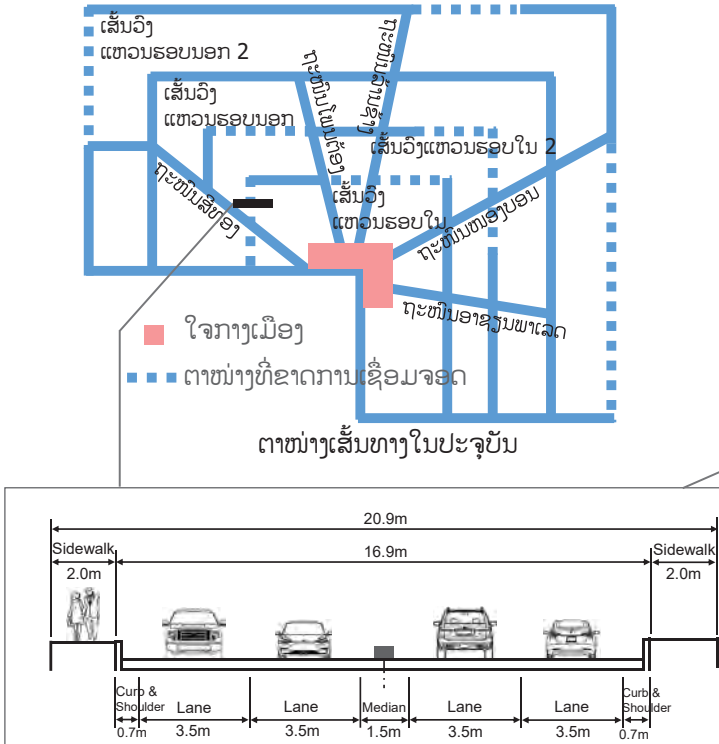 ເສັ້ນວົງ
ແຫວນຮອບນອກ 2
ຖະໜົນລ້ານຊ້າງ
ເສັ້ນວົງ
ແຫວນຮອບນອກ
ຖະໜົນໂພນຕ້ອງ
ເສັ້ນວົງແຫວນຮອບໃນ 2
ຖະໜົນສີທອງ
ເສັ້ນວົງ
ແຫວນຮອບໃນ
ຖະໜົນໜອງບອນ
ຖະໜົນອາຊຽນພາເລດ
ໃຈກາງເມືອງ
ຕາໜ່າງທີ່ຂາດການເຊື່ອມຈອດ
ຕາໜ່າງເສັ້ນທາງໃນປະຈຸບັນ
20.9m
Sidewalk
16.9m
Sidewalk
2.0m
2.0m
Curb &
Shoulder
Lane
Lane
Median
Lane
Lane
Curb &
Shoulder
0.7m
3.5m
3.5m
1.5m
3.5m
3.5m
0.7m